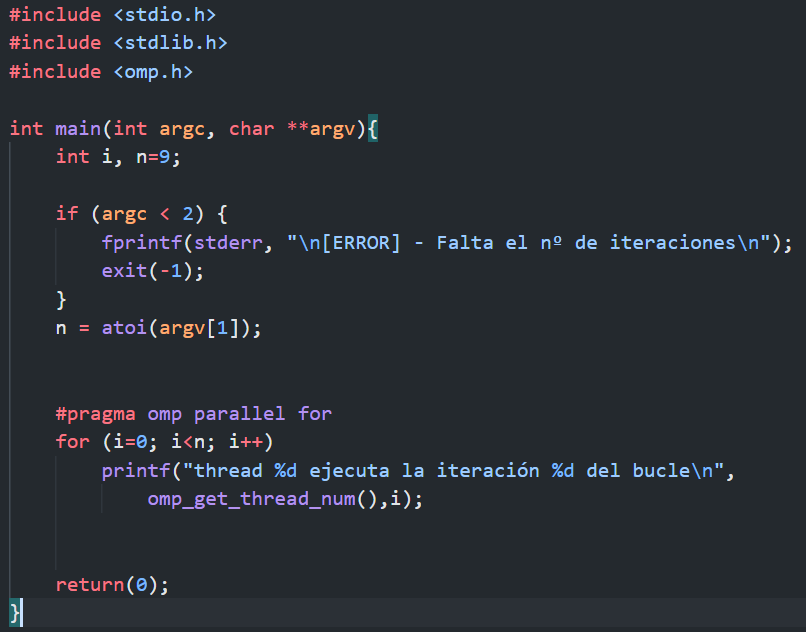 #include <stdio.h>
#include <stdlib.h>
#include <omp.h>
int main(int argc, char **argv){
int i, n=9;
if (argc < 2) {
fprintf(stderr, "\n[ERROR] - Falta el nº de iteraciones\n");
exit(-1);
}
n = atoi(argv[1]);
#pragma omp parallel for
for (i=0; i<n; i++)
printf("thread %d ejecuta la iteración %d del bucle\n",
omp_get_thread_num(),i);
return(0);
}